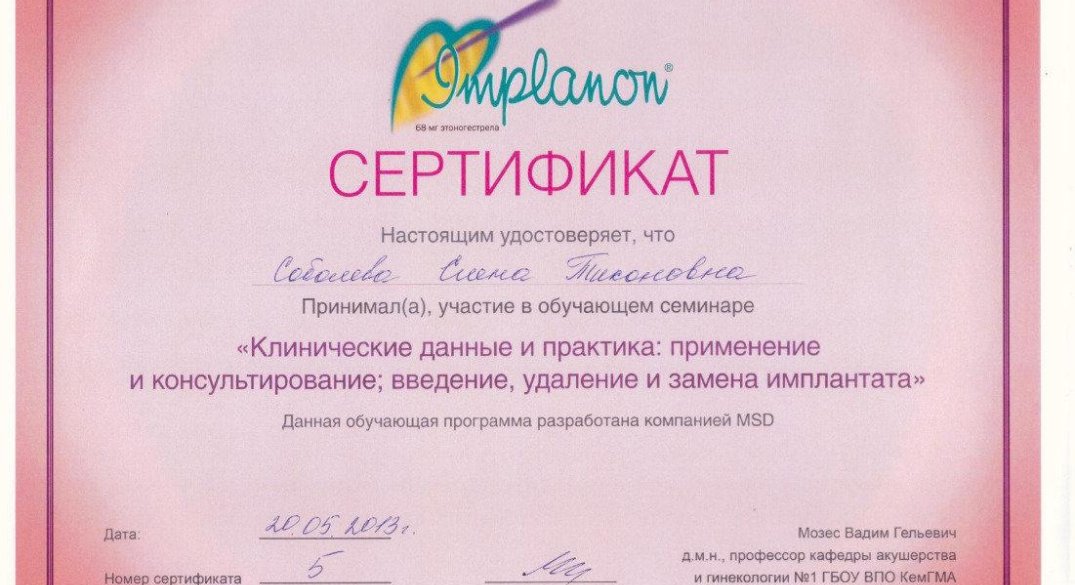 Implanon®
68 мг этоногестрела
СЕРТИФИКАТ
Настоящим удостоверяет, что
Соболева Елена Тихоновна
Принимал(а), участие в обучающем семинаре
«Клинические данные и практика: применение
и консультирование; введение, удаление и замена имплантата»
Данная обучающая программа разработана компанией MSD
Дата: 20.05.2013г.
Мозес Вадим Гельевич
д.м.н., профессор кафедры акушерства
Номер сертификата 5
и гинекологии №1 ГБОУ ВПО КемГМА